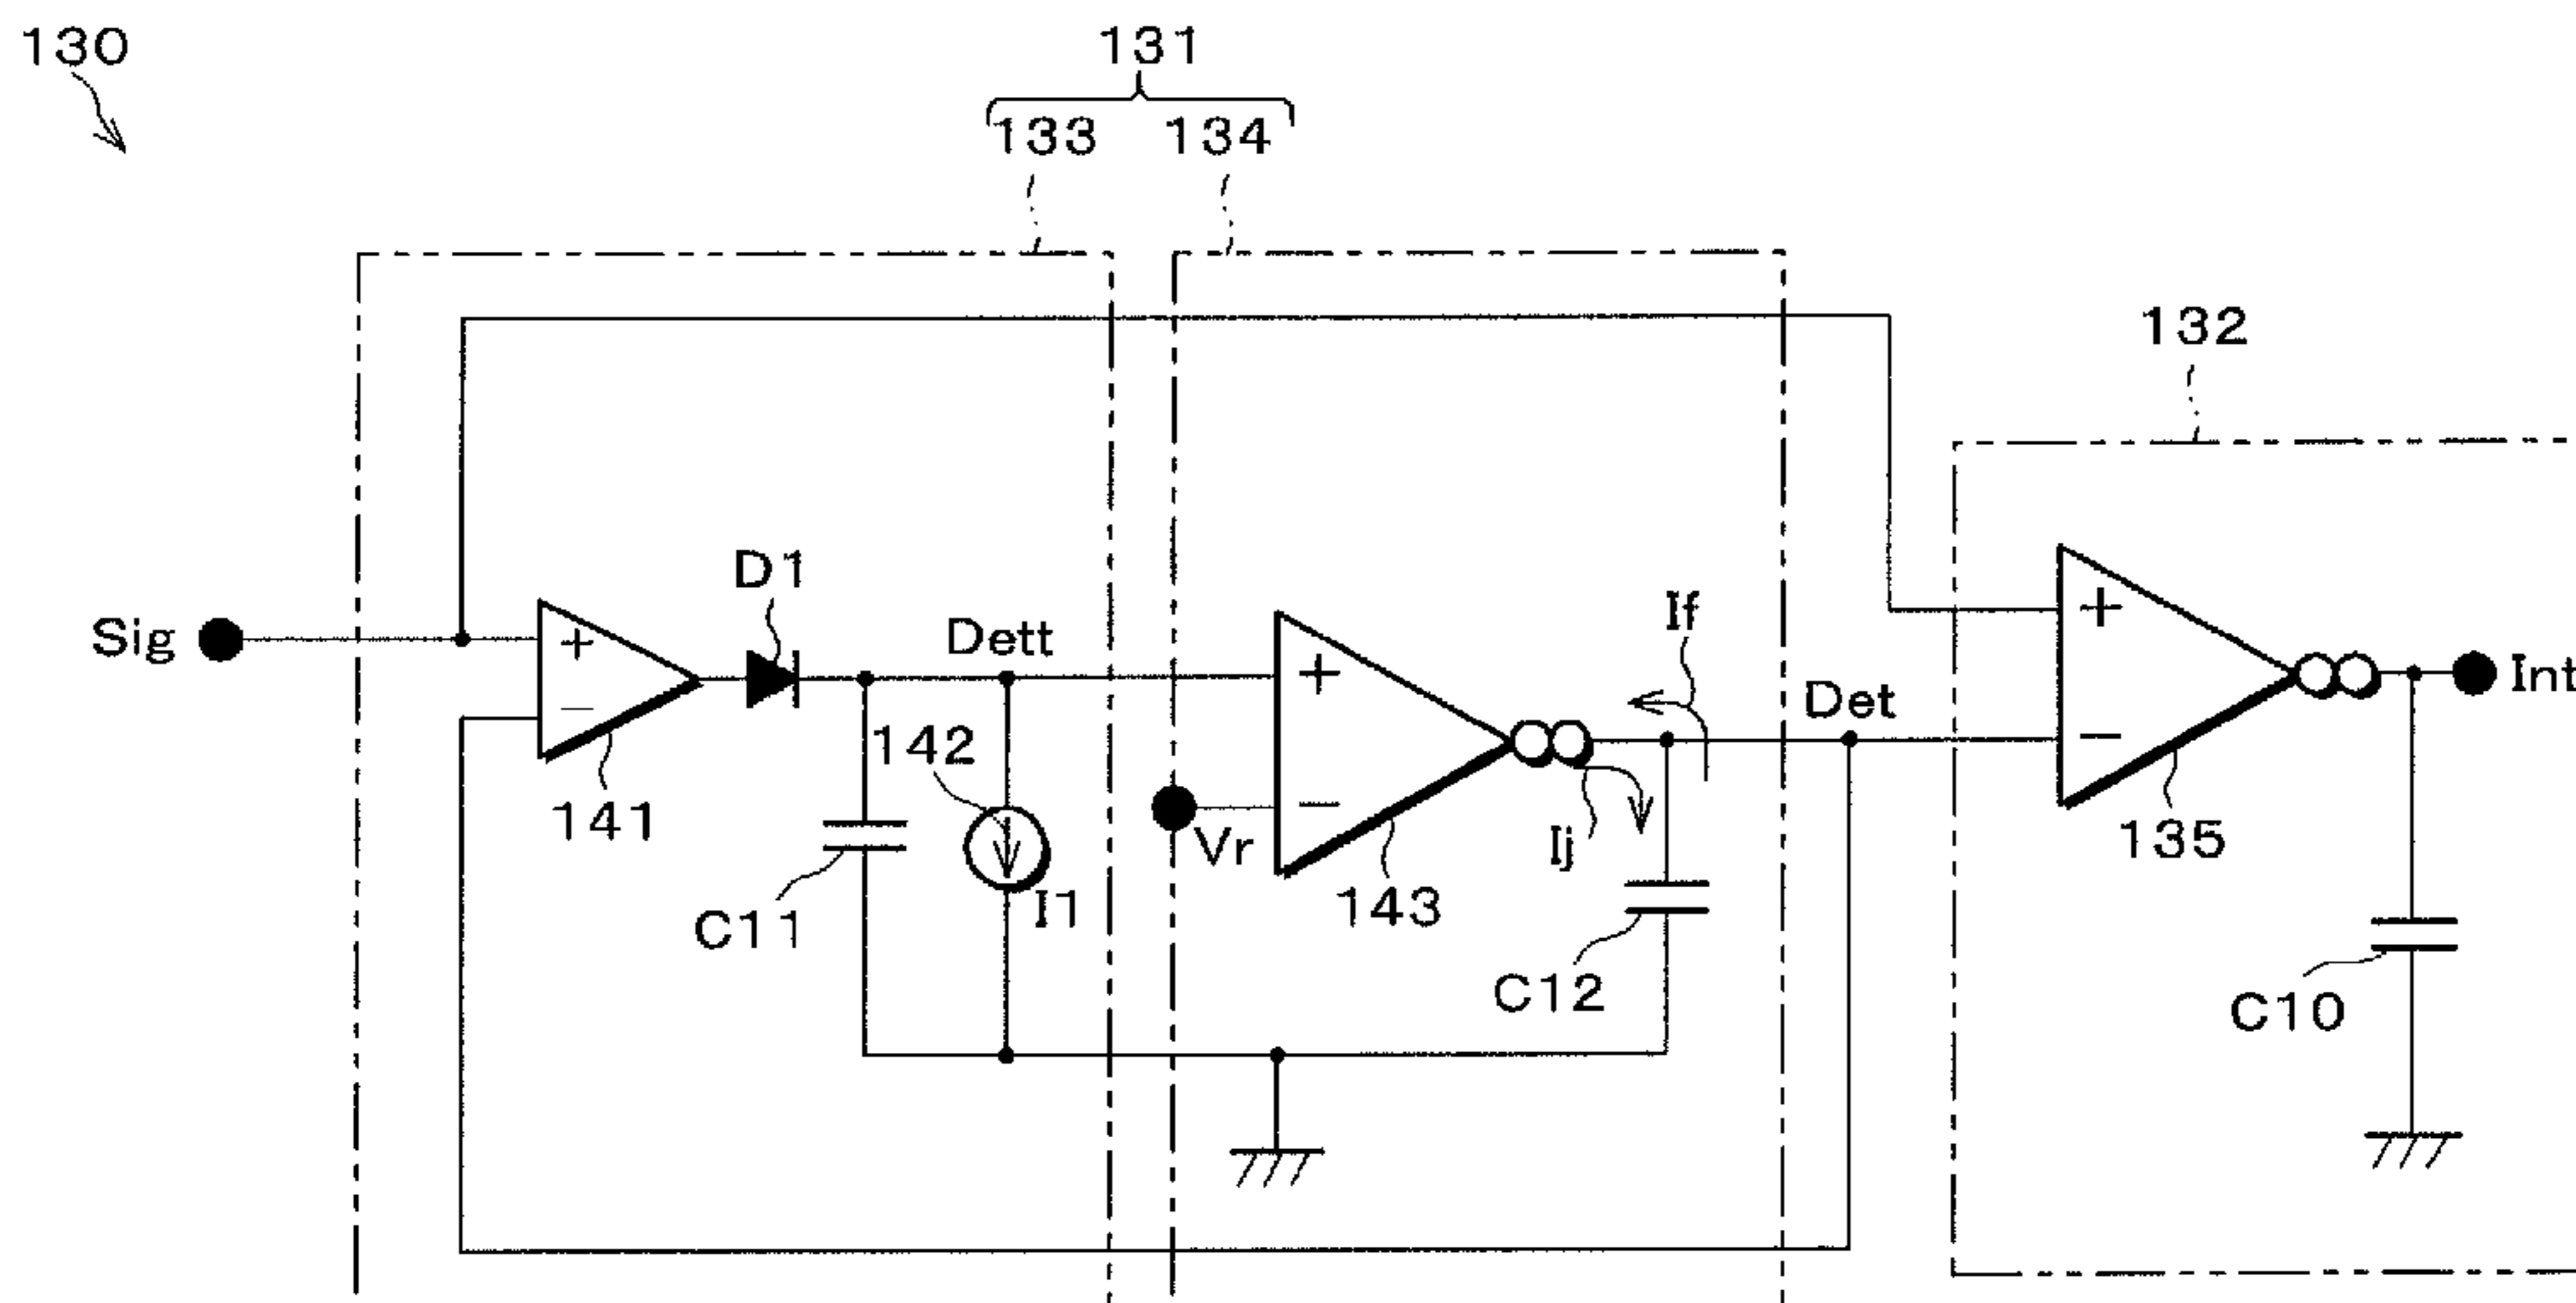 130
131
133 134
132
D1
Sig
+
−
Dett
+
−
If
Det
+
−
Int
142
141
Vr
Ij
135
C11
I1
143
C12
C10